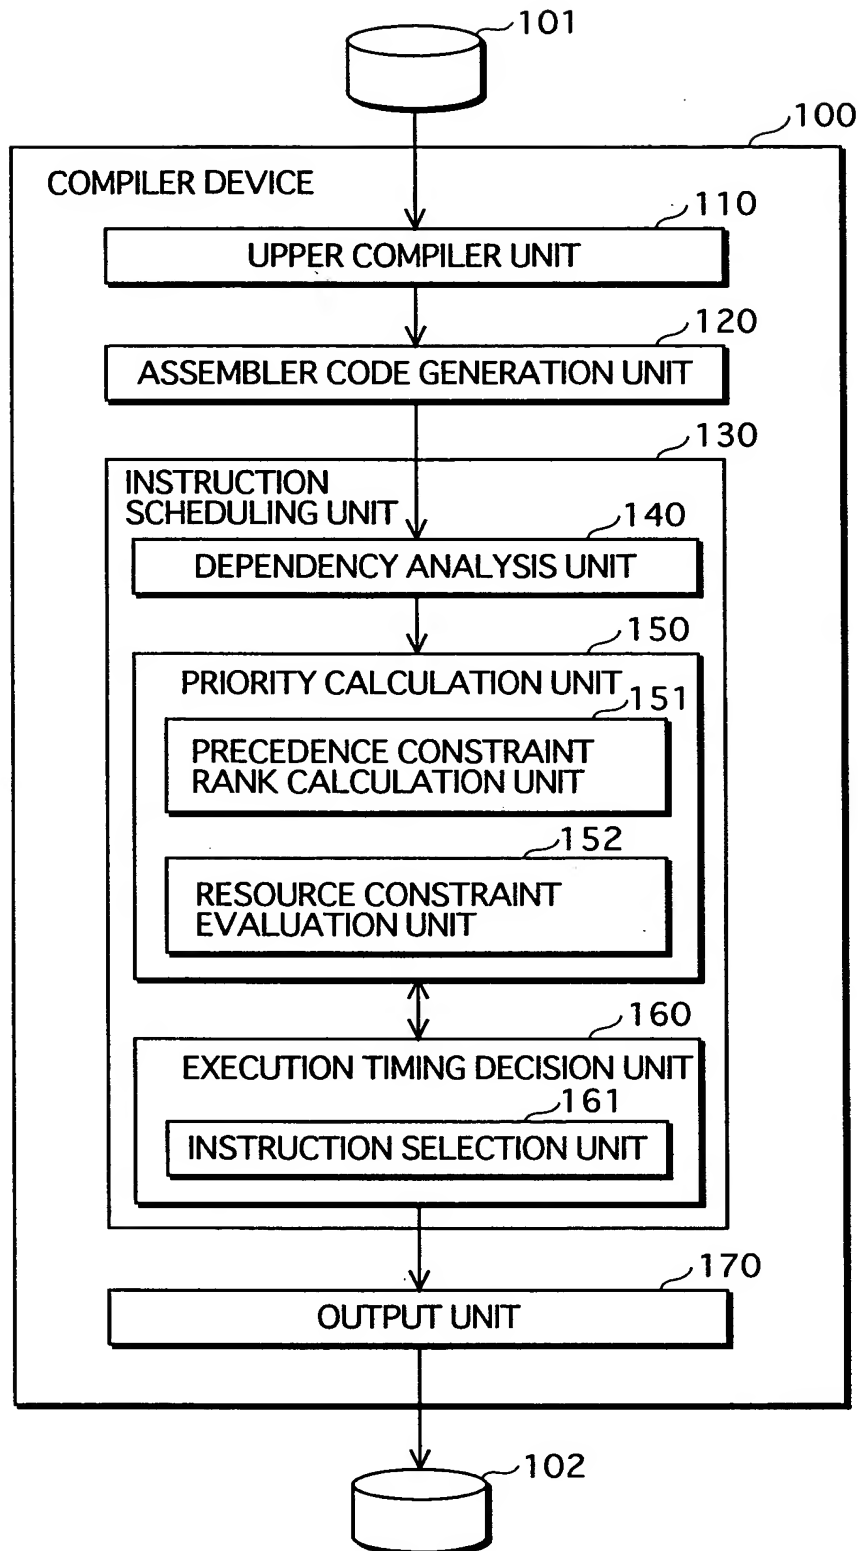 101
100
COMPILER DEVICE
110
UPPER COMPILER UNIT
120
ASSEMBLER CODE GENERATION UNIT
130
INSTRUCTION
SCHEDULING UNIT
140
DEPENDENCY ANALYSIS UNIT
150
PRIORITY CALCULATION UNIT
151
PRECEDENCE CONSTRAINT
RANK CALCULATION UNIT
152
RESOURCE CONSTRAINT
EVALUATION UNIT
160
EXECUTION TIMING DECISION UNIT
161
INSTRUCTION SELECTION UNIT
170
OUTPUT UNIT
102